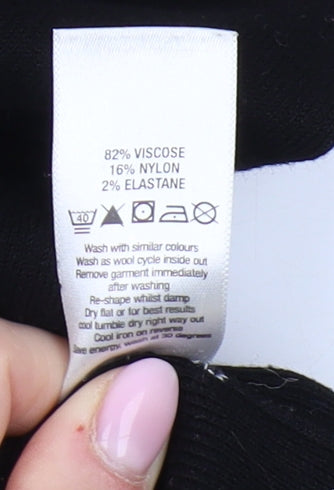 82% VISCOSE
16% NYLON
2% ELASTANE
40
Wash with similar colours
Wash as wool cycle inside out
Remove garment immediately
after washing
Re-shape whilst damp
Dry flat or for best results
cool tumble dry right way out
Cool iron on reverse
Save energy, wash at 30 degrees